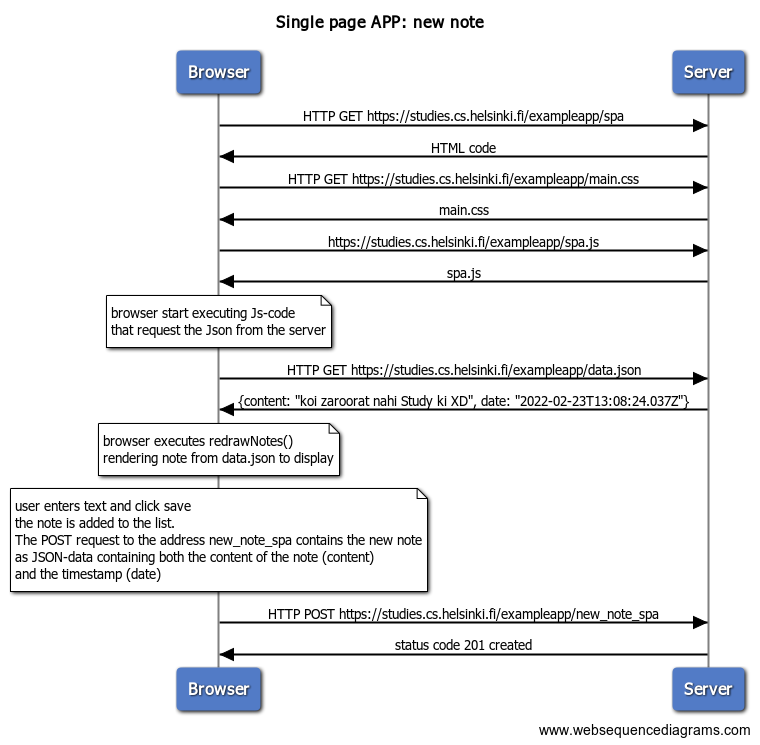 Single page APP: new note
Browser
Server
HTTP GET https://studies.cs.helsinki.fi/exampleapp/spa
HTML code
HTTP GET https://studies.cs.helsinki.fi/exampleapp/main.css
main.css
https://studies.cs.helsinki.fi/exampleapp/spa.js
spa.js
browser start executing Js-code
that request the Json from the server
HTTP GET https://studies.cs.helsinki.fi/exampleapp/data.json
{content: "koi zaroorat nahi Study ki XD", date: "2022-02-23T13:08:24.037Z"}
browser executes redrawNotes()
rendering note from data.json to display
user enters text and click save
the note is added to the list.
The POST request to the address new_note_spa contains the new note
as JSON-data containing both the content of the note (content)
and the timestamp (date)
HTTP POST https://studies.cs.helsinki.fi/exampleapp/new_note_spa
status code 201 created
Browser
Server
www.websequencediagrams.com